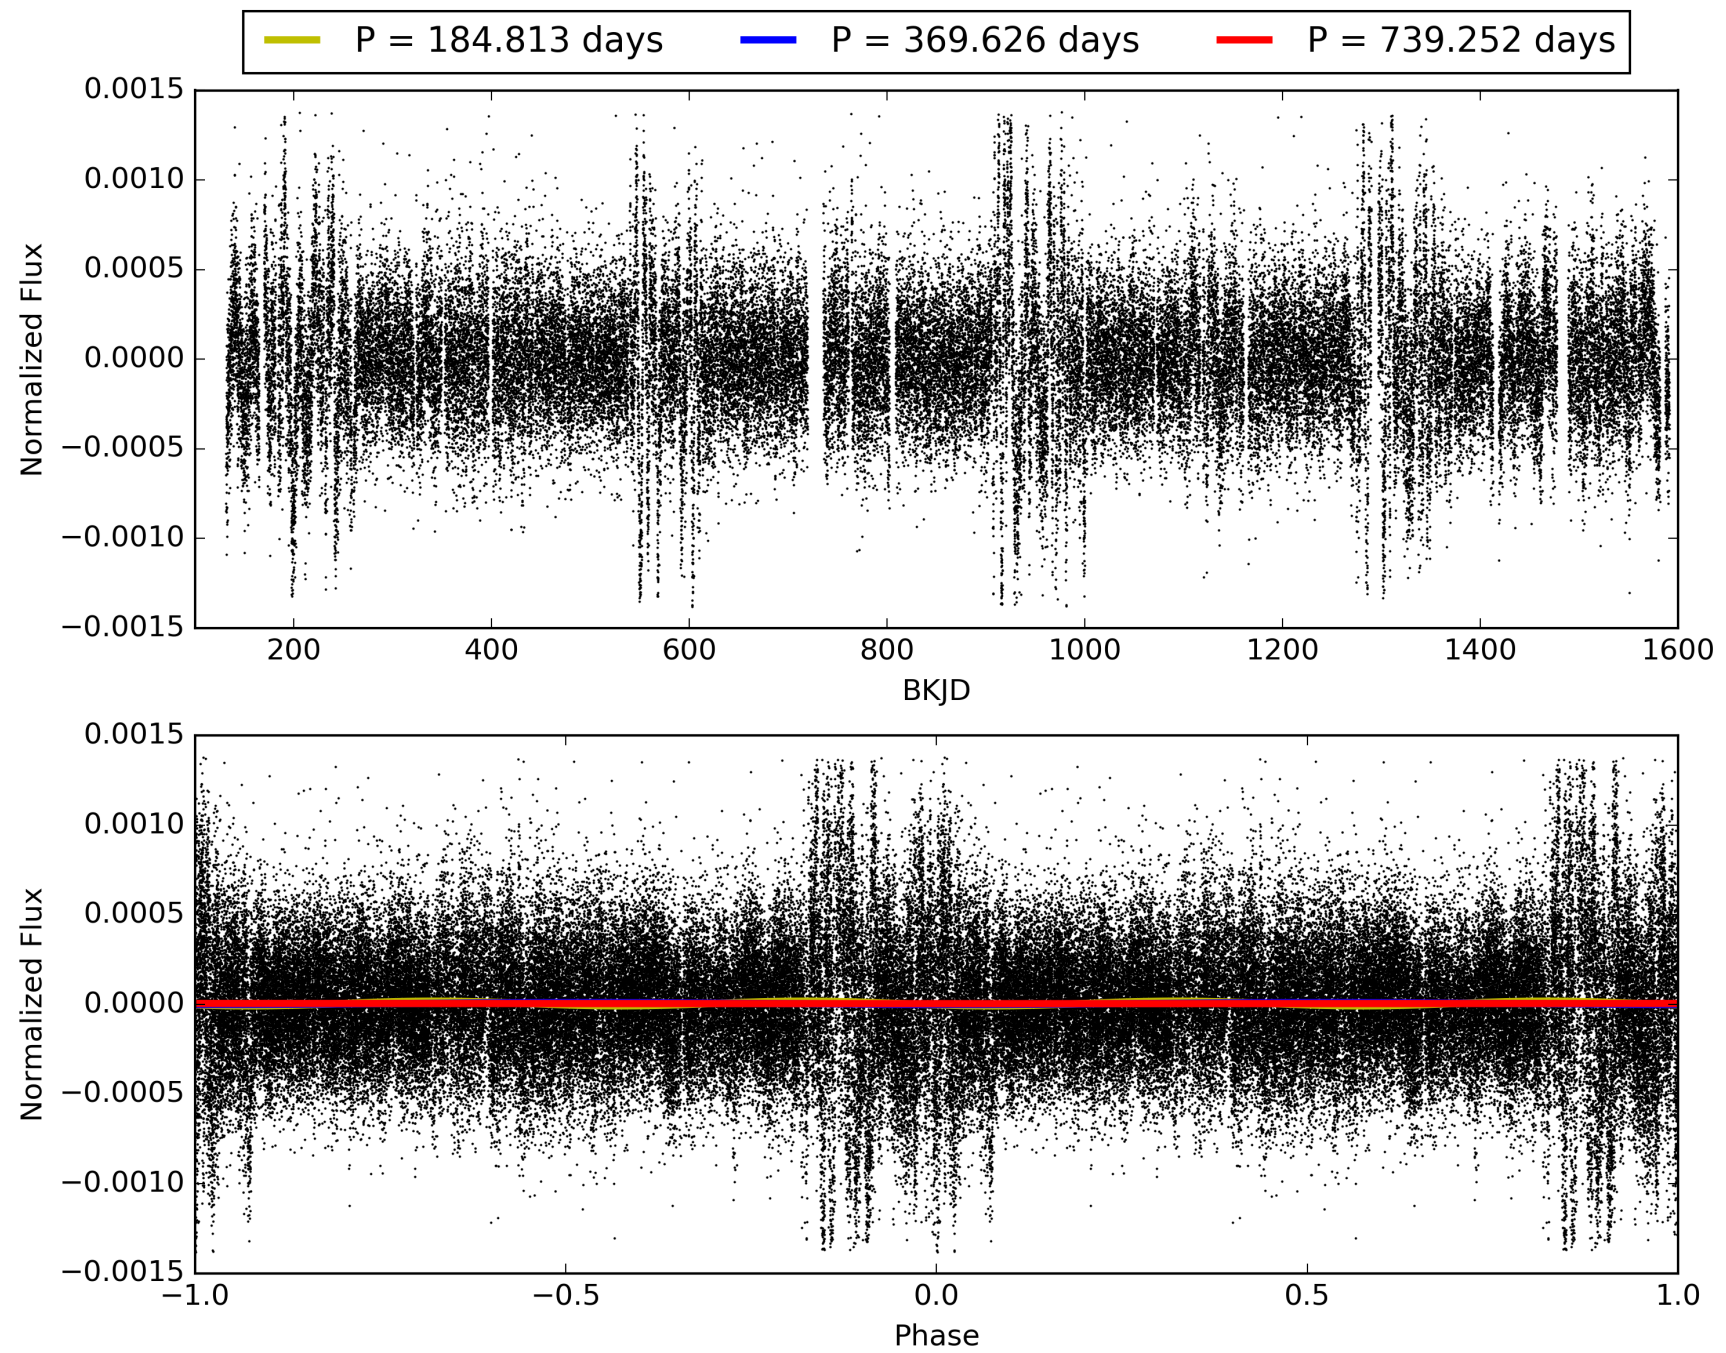 P = 184.813 days P = 369.626 days P = 739.252 days
0.0015
0.0010
0.0005
0.0000
−0.0005
−0.0010
−0.0015
Normalized Flux
200 400 600 800 1000 1200 1400 1600
BKJD
0.0015
0.0010
0.0005
0.0000
−0.0005
−0.0010
−0.0015
Normalized Flux
−1.0 −0.5 0.0 0.5 1.0
Phase